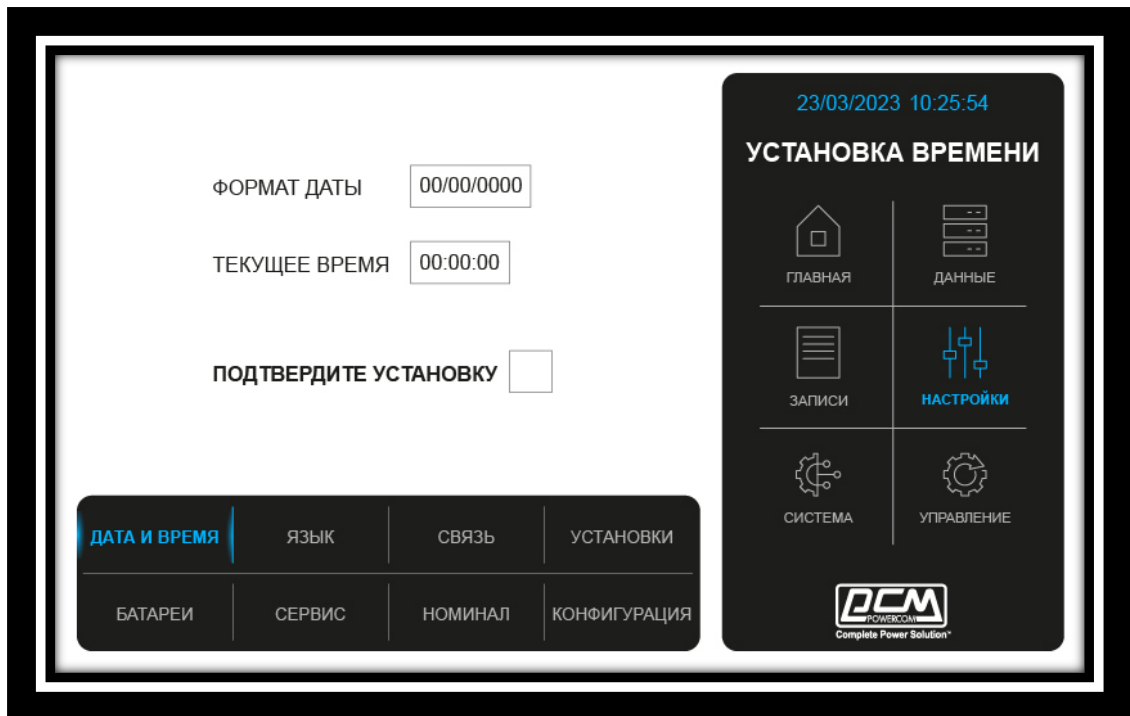 ФОРМАТ ДАТЫ 00/00/0000
ТЕКУЩЕЕ ВРЕМЯ 00:00:00
ПОДТВЕРДИТЕ УСТАНОВКУ
ДАТА И ВРЕМЯ ЯЗЫК СВЯЗЬ УСТАНОВКИ
БАТАРЕИ СЕРВИС НОМИНАЛ КОНФИГУРАЦИЯ
23/03/2023 10:25:54
УСТАНОВКА ВРЕМЕНИ
ГЛАВНАЯ ДАННЫЕ
ЗАПИСИ НАСТРОЙКИ
СИСТЕМА УПРАВЛЕНИЕ
PCM
POWERCOM
Complete Power Solution™